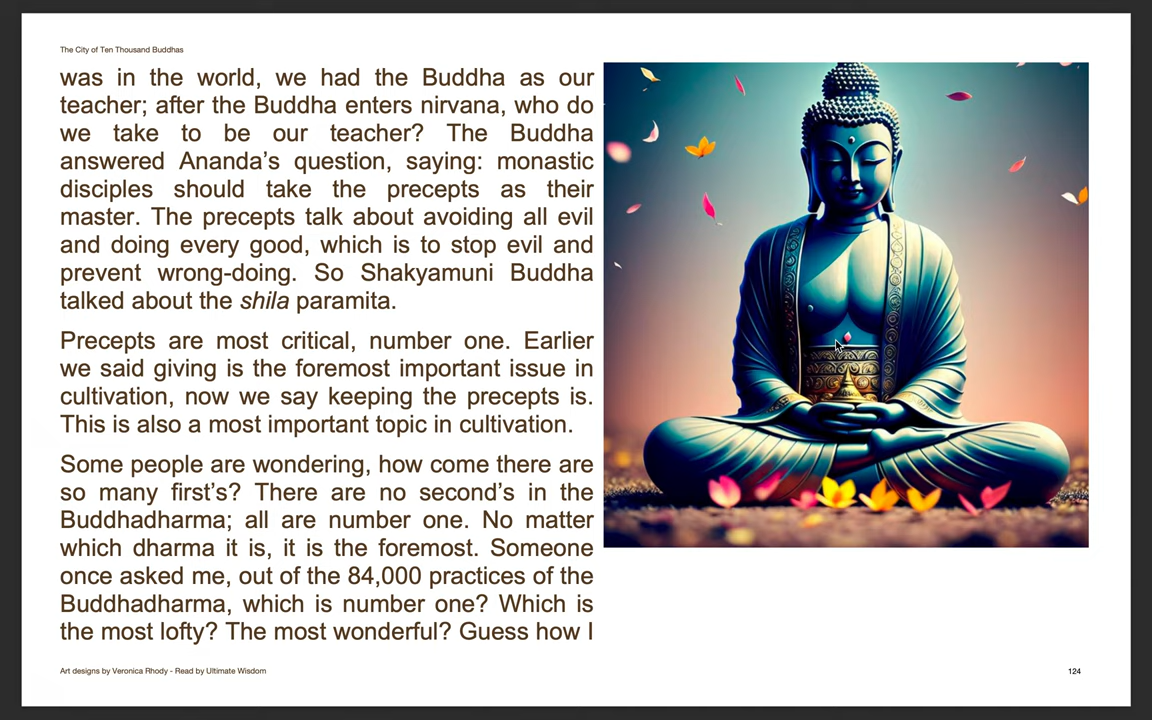 The City of Ten Thousand Buddhas
was in the world, we had the Buddha as our
teacher; after the Buddha enters nirvana, who do
we take to be our teacher? The Buddha
answered Ananda’s question, saying: monastic
disciples should take the precepts as their
master. The precepts talk about avoiding all evil
and doing every good, which is to stop evil and
prevent wrong-doing. So Shakyamuni Buddha
talked about the shila paramita.
Precepts are most critical, number one. Earlier
we said giving is the foremost important issue in
cultivation, now we say keeping the precepts is.
This is also a most important topic in cultivation.
Some people are wondering, how come there are
so many first’s? There are no second’s in the
Buddhadharma; all are number one. No matter
which dharma it is, it is the foremost. Someone
once asked me, out of the 84,000 practices of the
Buddhadharma, which is number one? Which is
the most lofty? The most wonderful? Guess how I
Art designs by Veronica Rhody - Read by Ultimate Wisdom
124